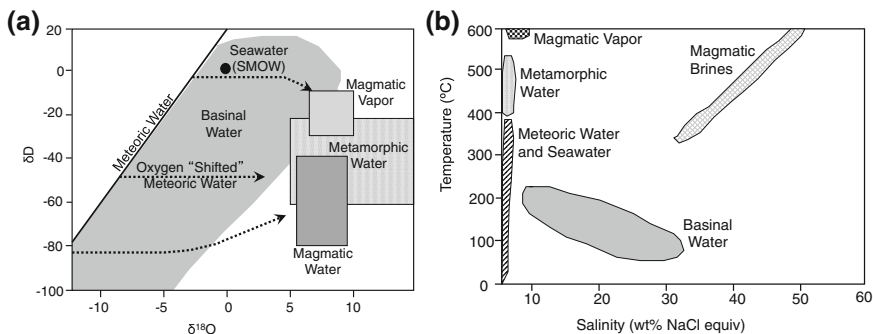 (a)
20
0
-20
-40
-60
-80
-100
δD
Meteoric Water
Seawater
(SMOW)
Basinal
Water
Oxygen “Shifted”
Meteoric Water
Magmatic
Vapor
Metamorphic
Water
Magmatic
Water
-10 -5 0 5 10
δ18O
(b)
600
500
400
300
200
100
0
Temperature (ºC)
Magmatic Vapor
Metamorphic
Water
Meteoric Water
and Seawater
Magmatic
Brines
Basinal
Water
10 20 30 40 50 60
Salinity (wt% NaCl equiv)